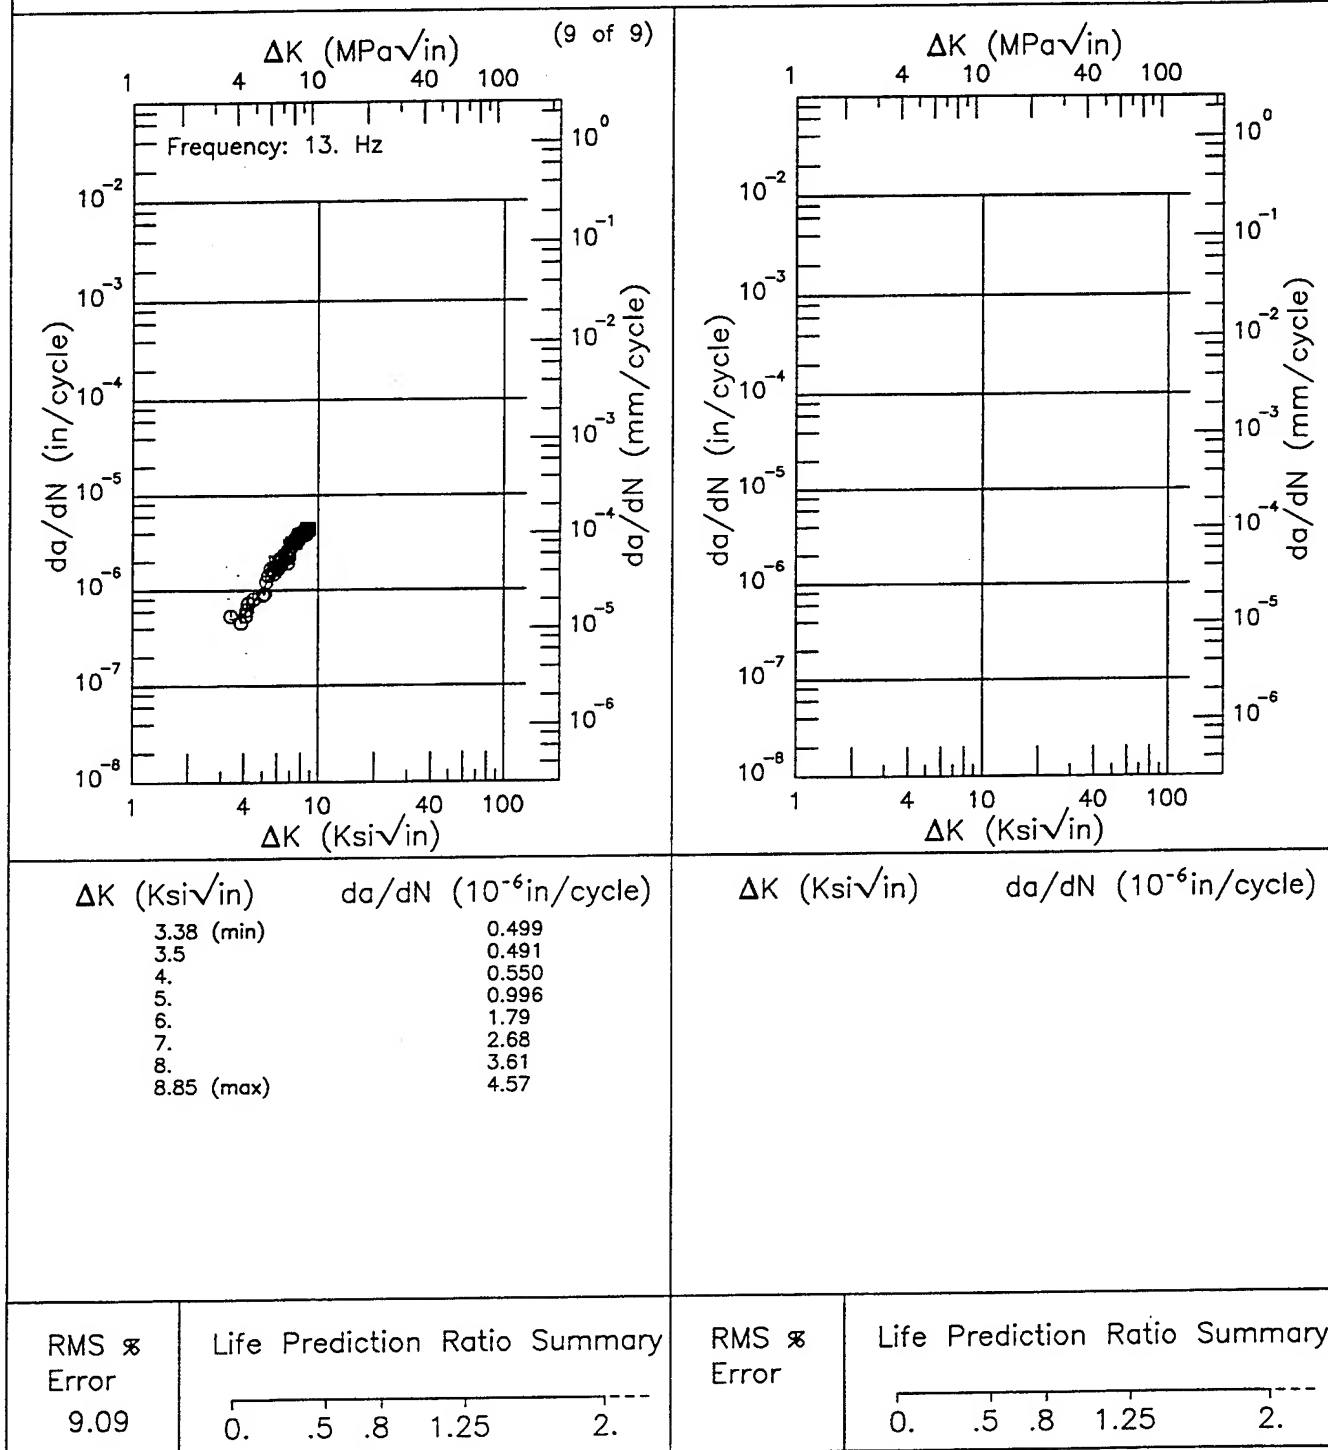 (9 of 9)
ΔK (MPa√in)
1 4 10 40 100
Frequency: 13. Hz
10⁰
10⁻²
10⁻¹
10⁻³
10⁻²
10⁻⁴
10⁻³
10⁻⁵
10⁻⁴
10⁻⁶
10⁻⁵
10⁻⁷
10⁻⁶
10⁻⁸
da/dN (in/cycle)
da/dN (mm/cycle)
1 4 10 40 100
ΔK (Ksi√in)
ΔK (MPa√in)
1 4 10 40 100
10⁰
10⁻²
10⁻¹
10⁻³
10⁻²
10⁻⁴
10⁻³
10⁻⁵
10⁻⁴
10⁻⁶
10⁻⁵
10⁻⁷
10⁻⁶
10⁻⁸
da/dN (in/cycle)
da/dN (mm/cycle)
1 4 10 40 100
ΔK (Ksi√in)
ΔK (Ksi√in) da/dN (10⁻⁶in/cycle)
3.38 (min) 0.499
3.5 0.491
4. 0.550
5. 0.996
6. 1.79
7. 2.68
8. 3.61
8.85 (max) 4.57
ΔK (Ksi√in) da/dN (10⁻⁶in/cycle)
RMS %
Error
9.09
Life Prediction Ratio Summary
0. .5 .8 1.25 2.
RMS %
Error
Life Prediction Ratio Summary
0. .5 .8 1.25 2.